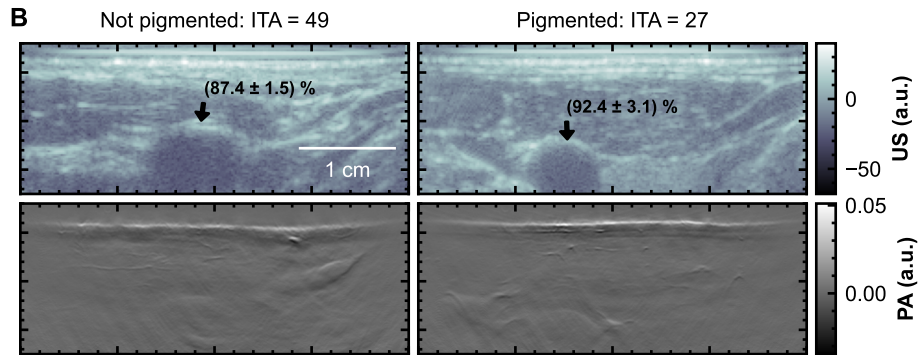 B
Not pigmented: ITA = 49
Pigmented: ITA = 27
(87.4 ± 1.5) %
1 cm
(92.4 ± 3.1) %
0
−50
US (a.u.)
0.05
0.00
PA (a.u.)